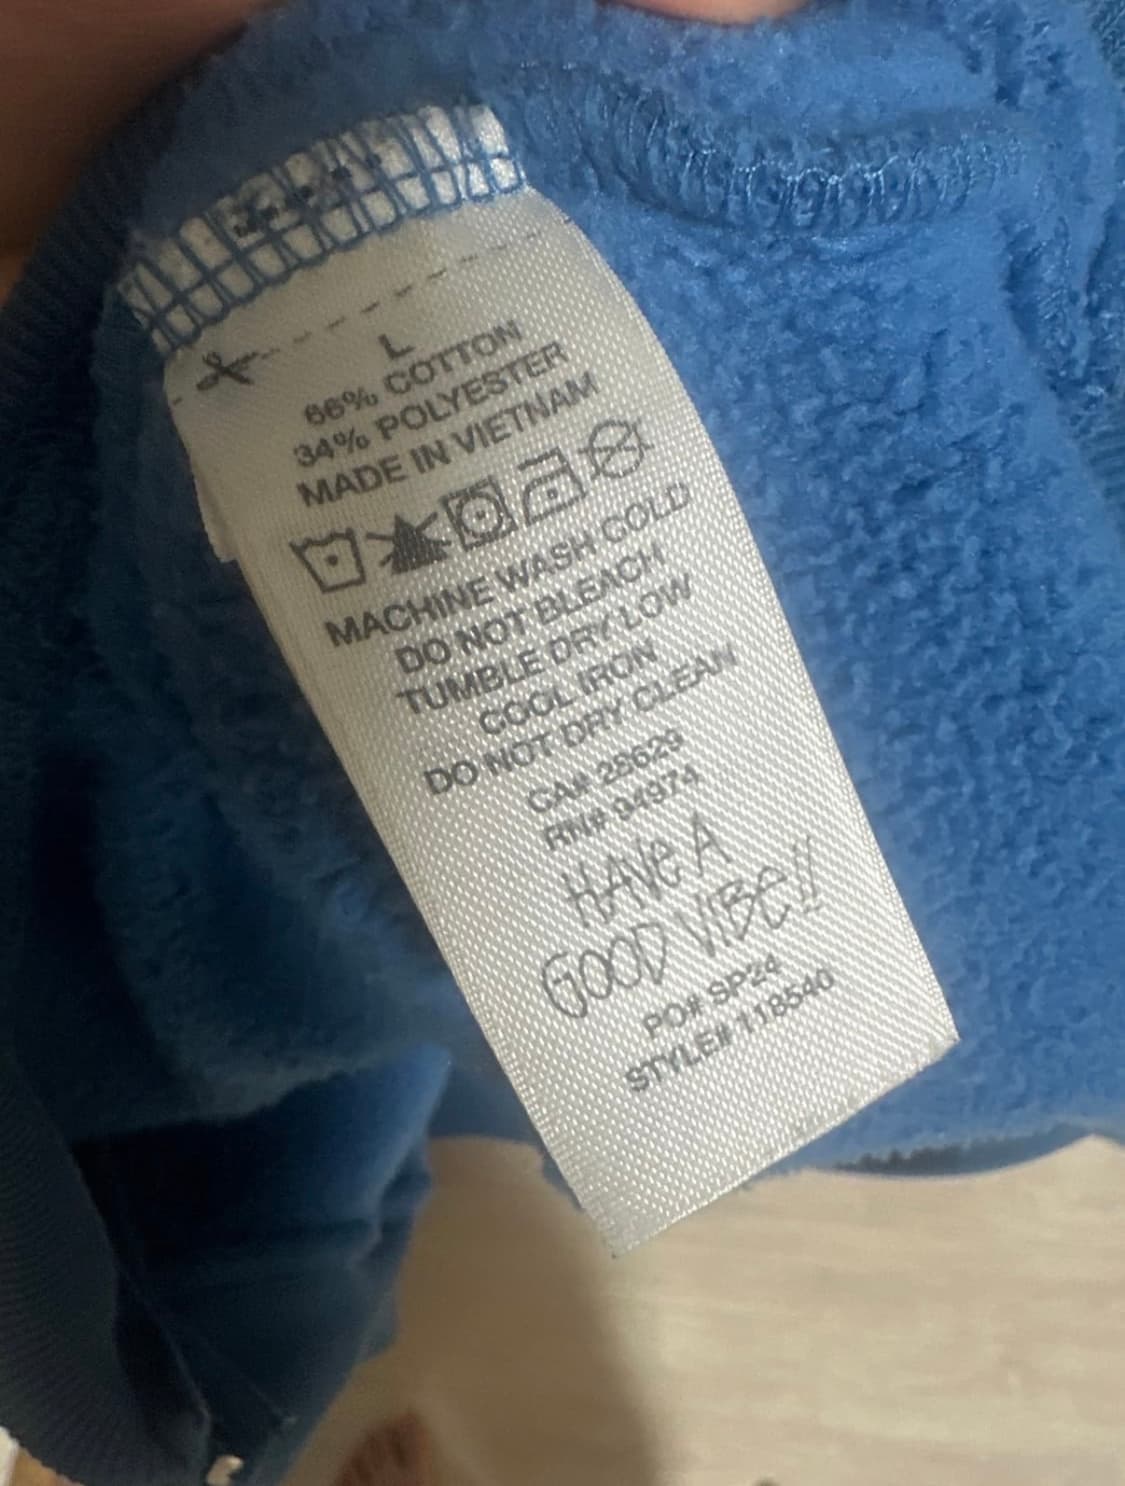 L
66% COTTON
34% POLYESTER
MADE IN VIETNAM
MACHINE WASH COLD
DO NOT BLEACH
TUMBLE DRY LOW
COOL IRON
DO NOT DRY CLEAN
CA# 28629
RN# 94974
HAVe A
GOOD VIBe!!
PO# SP24
STYLE# 118540